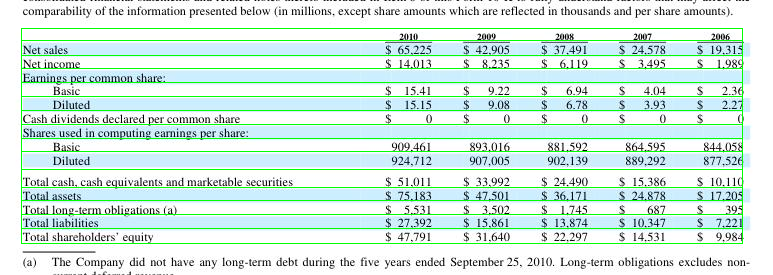 comparability of the information presented below (in millions, except share amounts which are reflected in thousands and per share amounts).
2010 2009 2008 2007 2006
Net sales $ 65,225 $ 42,905 $ 37,491 $ 24,578 $ 19,315
Net income $ 14,013 $ 8,235 $ 6,119 $ 3,495 $ 1,989
Earnings per common share:
Basic $ 15.41 $ 9.22 $ 6.94 $ 4.04 $ 2.36
Diluted $ 15.15 $ 9.08 $ 6.78 $ 3.93 $ 2.27
Cash dividends declared per common share $ 0 $ 0 $ 0 $ 0 $ 0
Shares used in computing earnings per share:
Basic 909,461 893,016 881,592 864,595 844,058
Diluted 924,712 907,005 902,139 889,292 877,526
Total cash, cash equivalents and marketable securities $ 51,011 $ 33,992 $ 24,490 $ 15,386 $ 10,110
Total assets $ 75,183 $ 47,501 $ 36,171 $ 24,878 $ 17,205
Total long-term obligations (a) $ 5,531 $ 3,502 $ 1,745 $ 687 $ 395
Total liabilities $ 27,392 $ 15,861 $ 13,874 $ 10,347 $ 7,221
Total shareholders' equity $ 47,791 $ 31,640 $ 22,297 $ 14,531 $ 9,984
(a) The Company did not have any long-term debt during the five years ended September 25, 2010. Long-term obligations excludes non-